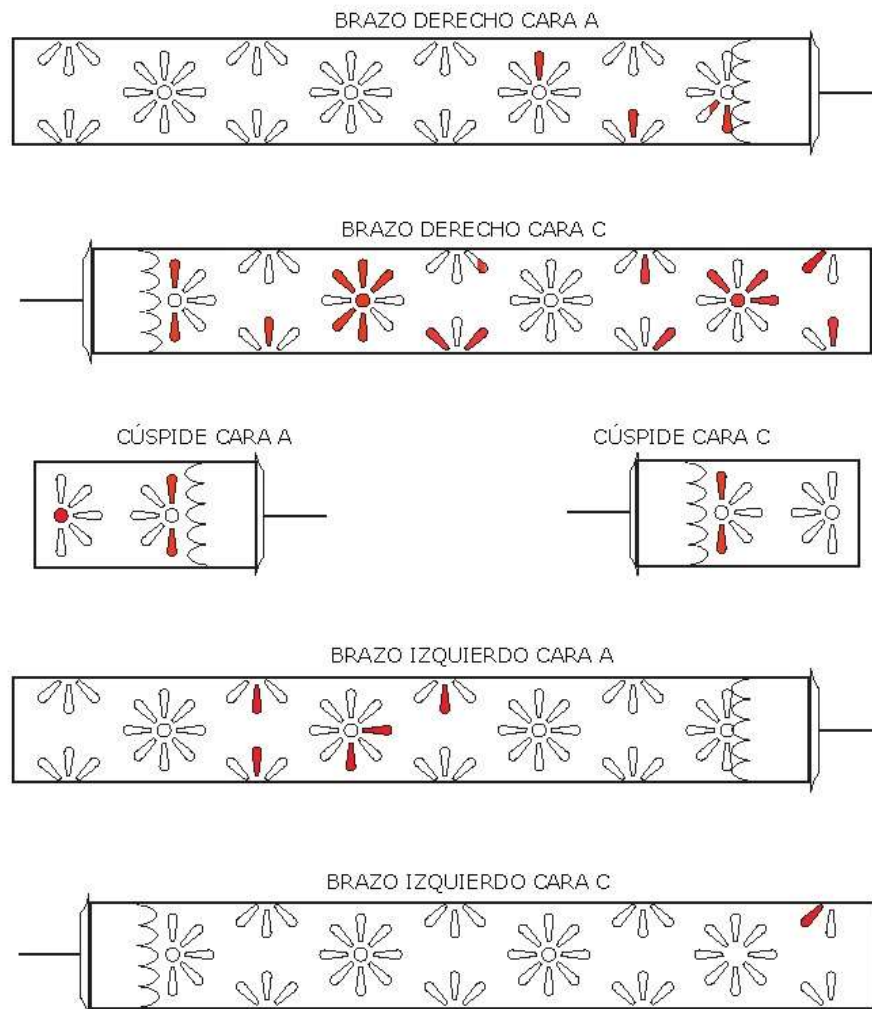 BRAZO DERECHO CARA A
BRAZO DERECHO CARA C
CÚSPIDE CARA A
CÚSPIDE CARA C
BRAZO IZQUIERDO CARA A
BRAZO IZQUIERDO CARA C